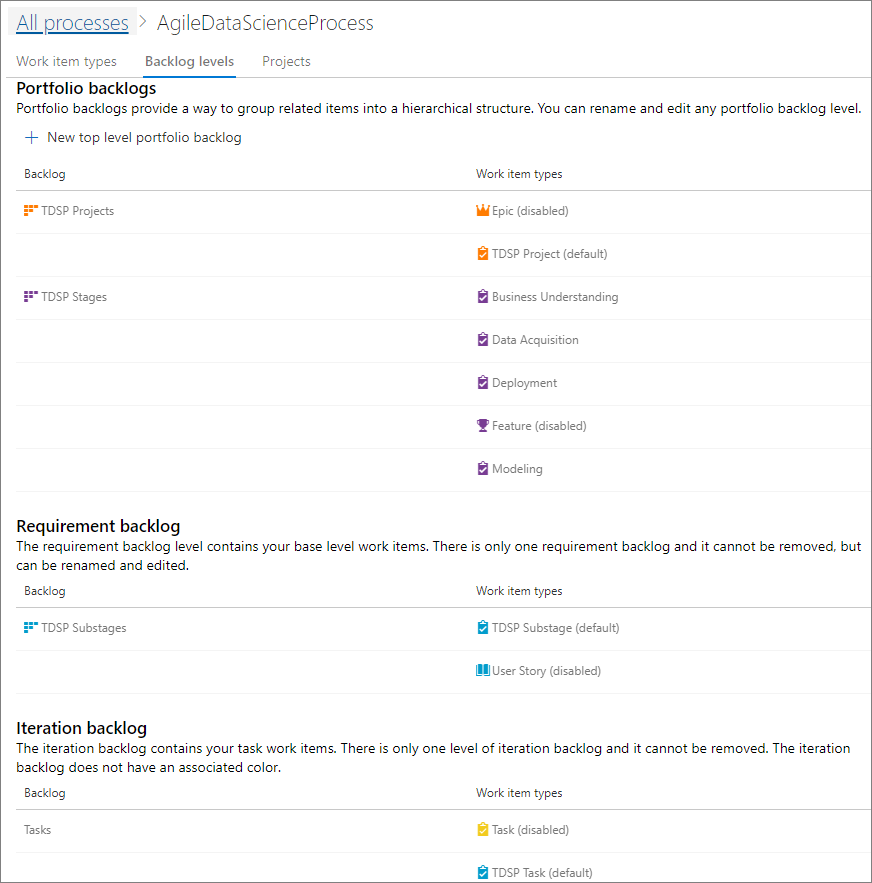 All processes > AgileDataScienceProcess
Work item types Backlog levels Projects
Portfolio backlogs
Portfolio backlogs provide a way to group related items into a hierarchical structure. You can rename and edit any portfolio backlog level.
+ New top level portfolio backlog
Backlog Work item types
TDSP Projects Epic (disabled)
TDSP Project (default)
TDSP Stages Business Understanding
Data Acquisition
Deployment
Feature (disabled)
Modeling
Requirement backlog
The requirement backlog level contains your base level work items. There is only one requirement backlog and it cannot be removed, but
can be renamed and edited.
Backlog Work item types
TDSP Substages TDSP Substage (default)
User Story (disabled)
Iteration backlog
The iteration backlog contains your task work items. There is only one level of iteration backlog and it cannot be removed. The iteration
backlog does not have an associated color.
Backlog Work item types
Tasks Task (disabled)
TDSP Task (default)